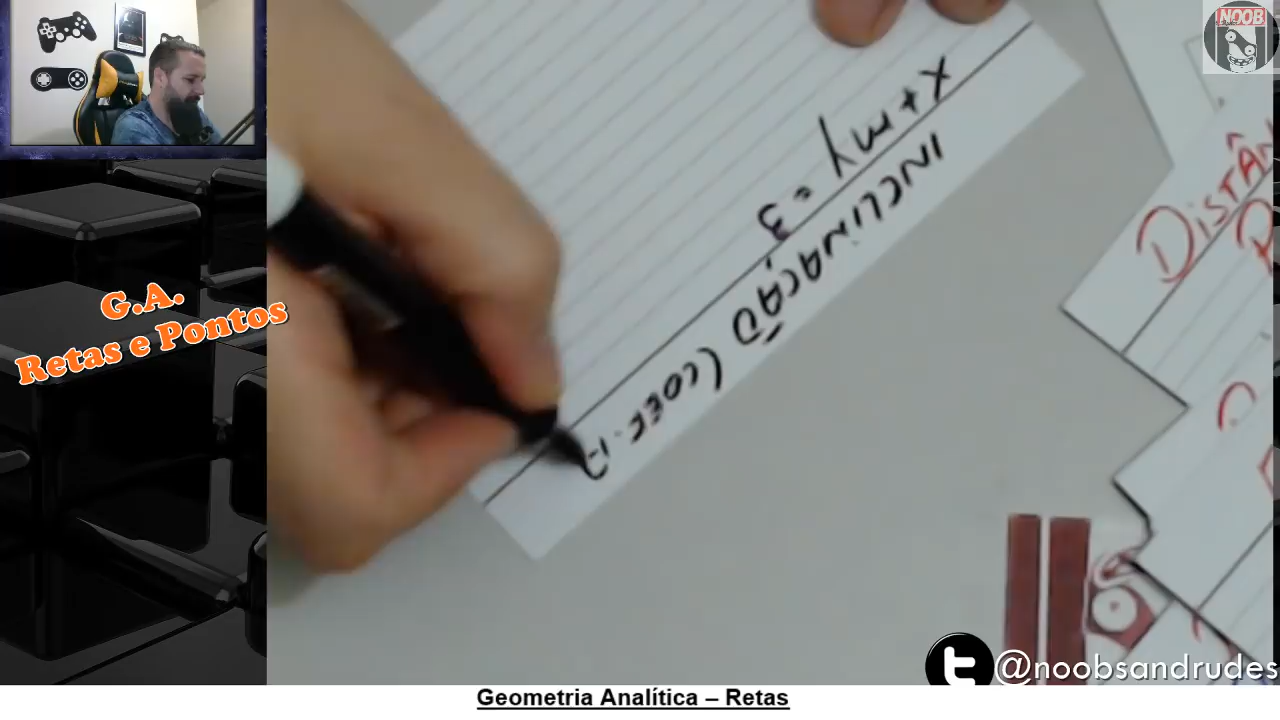 NOOB
G.A.
Retas e Pontos
INCLINAÇÃO (COEF.
x + my = 3
DISTÂN
@noobsandrudes
Geometria Analítica – Retas